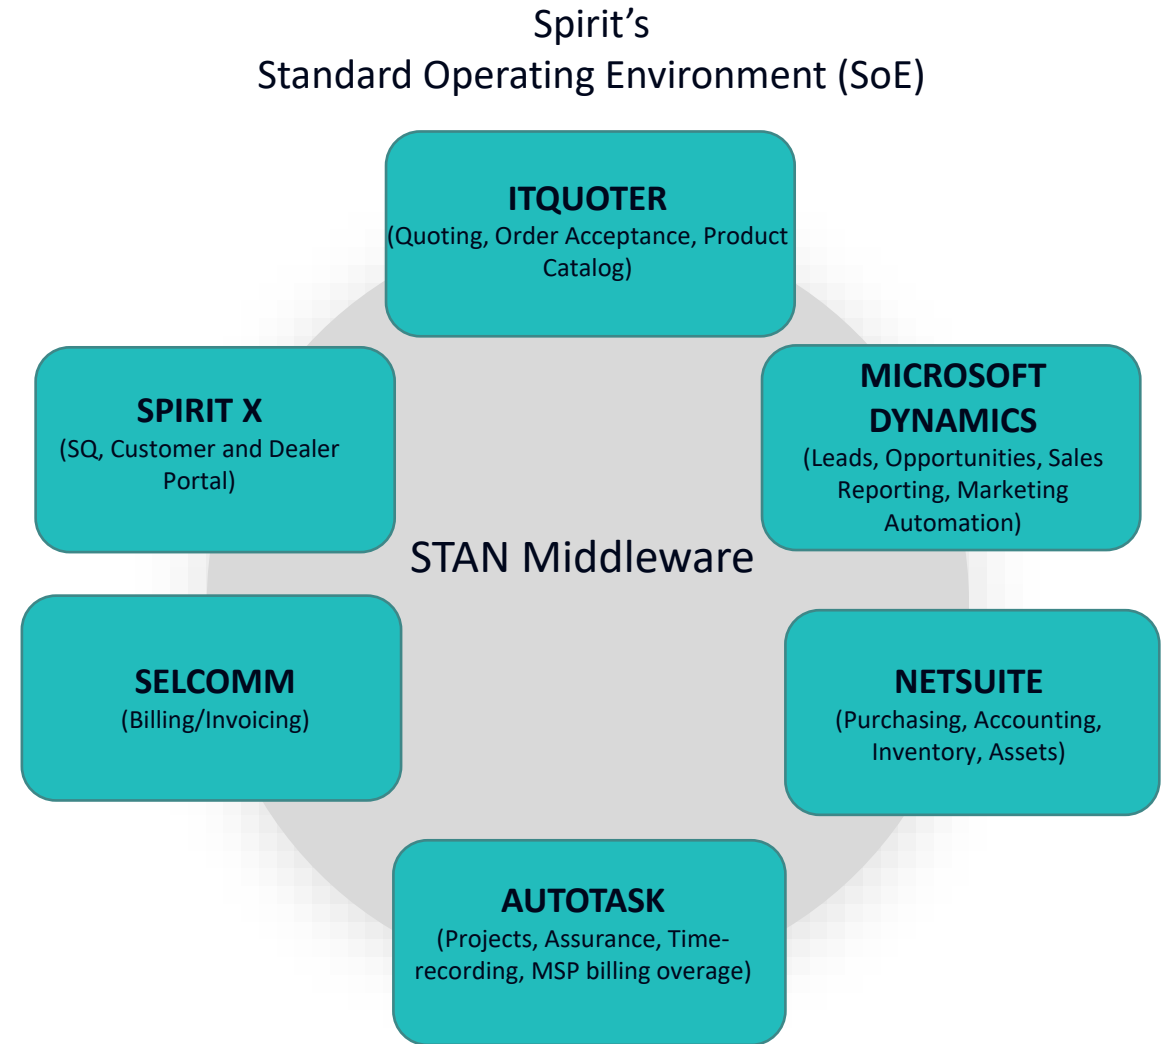 Spirit's
Standard Operating Environment (SoE)
ITQUOTER
(Quoting, Order Acceptance, Product
Catalog)
MICROSOFT
DYNAMICS
(Leads, Opportunities, Sales
Reporting, Marketing
Automation)
SPIRIT X
(SQ, Customer and Dealer
Portal)
STAN Middleware
SELCOMM
(Billing/Invoicing)
NETSUITE
(Purchasing, Accounting,
Inventory, Assets)
AUTOTASK
(Projects, Assurance, Time-
recording, MSP billing overage)